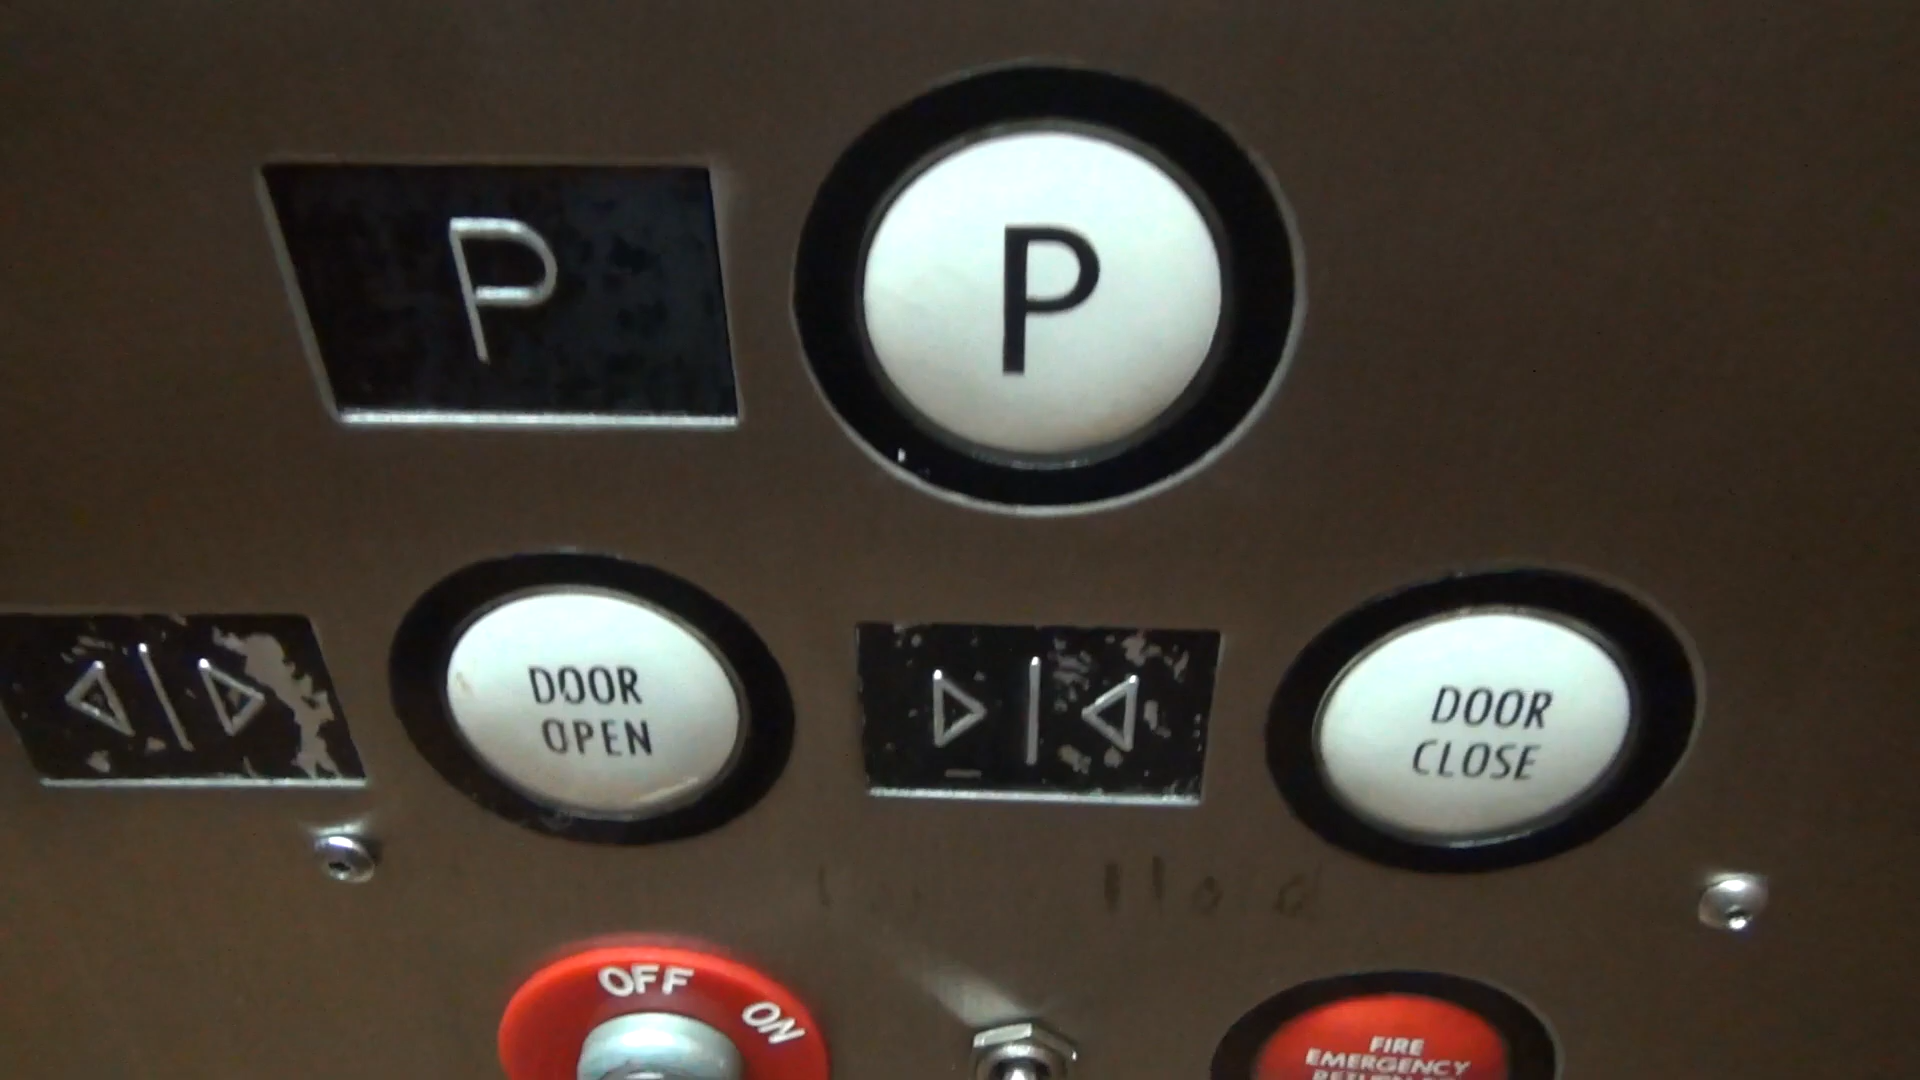 P
P
DOOR
OPEN
DOOR
CLOSE
OFF
ON
FIRE
EMERGENCY